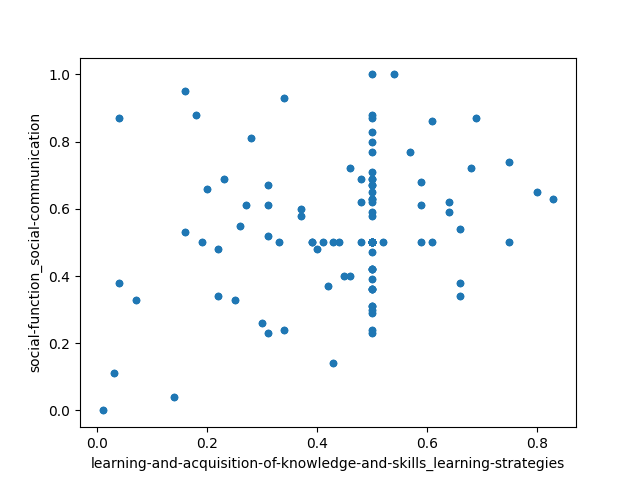 1.0
0.8
0.6
0.4
0.2
0.0
social-function_social-communication
0.0 0.2 0.4 0.6 0.8
learning-and-acquisition-of-knowledge-and-skills_learning-strategies